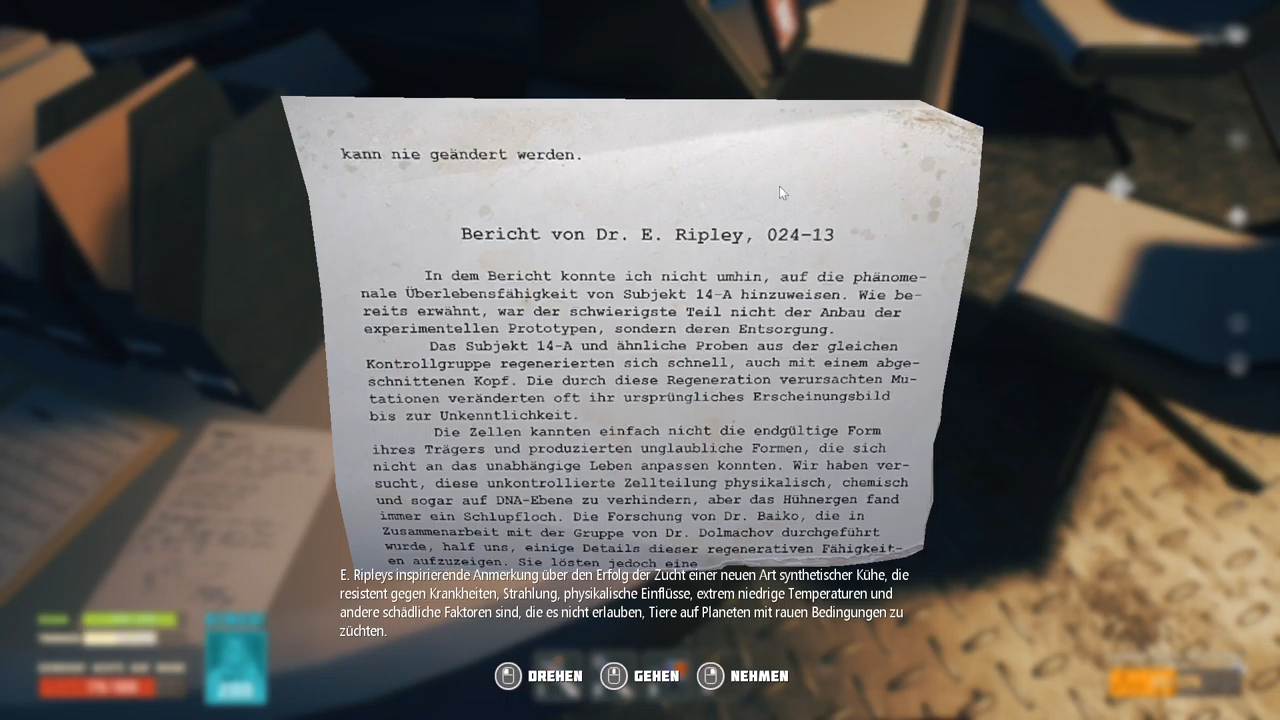 kann nie geändert werden.
Bericht von Dr. E. Ripley, 024-13
In dem Bericht konnte ich nicht umhin, auf die phänome-
nale Überlebensfähigkeit von Subjekt 14-A hinzuweisen. Wie be-
reits erwähnt, war der schwierigste Teil nicht der Anbau der
experimentellen Prototypen, sondern deren Entsorgung.
Das Subjekt 14-A und ähnliche Proben aus der gleichen
Kontrollgruppe regenerierten sich schnell, auch mit einem abge-
schnittenen Kopf. Die durch diese Regeneration verursachten Mu-
tationen veränderten oft ihr ursprüngliches Erscheinungsbild
bis zur Unkenntlichkeit.
Die Zellen kannten einfach nicht die endgültige Form
ihres Trägers und produzierten unglaubliche Formen, die sich
nicht an das unabhängige Leben anpassen konnten. Wir haben ver-
sucht, diese unkontrollierte Zellteilung physikalisch, chemisch
und sogar auf DNA-Ebene zu verhindern, aber das Hühnergen fand
immer ein Schlupfloch. Die Forschung von Dr. Baiko, die in
Zusammenarbeit mit der Gruppe von Dr. Dolmachov durchgeführt
wurde, half uns, einige Details dieser regenerativen Fähigkeit-
en aufzuzeigen. Sie lösten jedoch eine
E. Ripleys inspirierende Anmerkung über den Erfolg der Zucht einer neuen Art synthetischer Kühe, die
resistent gegen Krankheiten, Strahlung, physikalische Einflüsse, extrem niedrige Temperaturen und
andere schädliche Faktoren sind, die es nicht erlauben, Tiere auf Planeten mit rauen Bedingungen zu
züchten.
DREHEN GEHEN NEHMEN